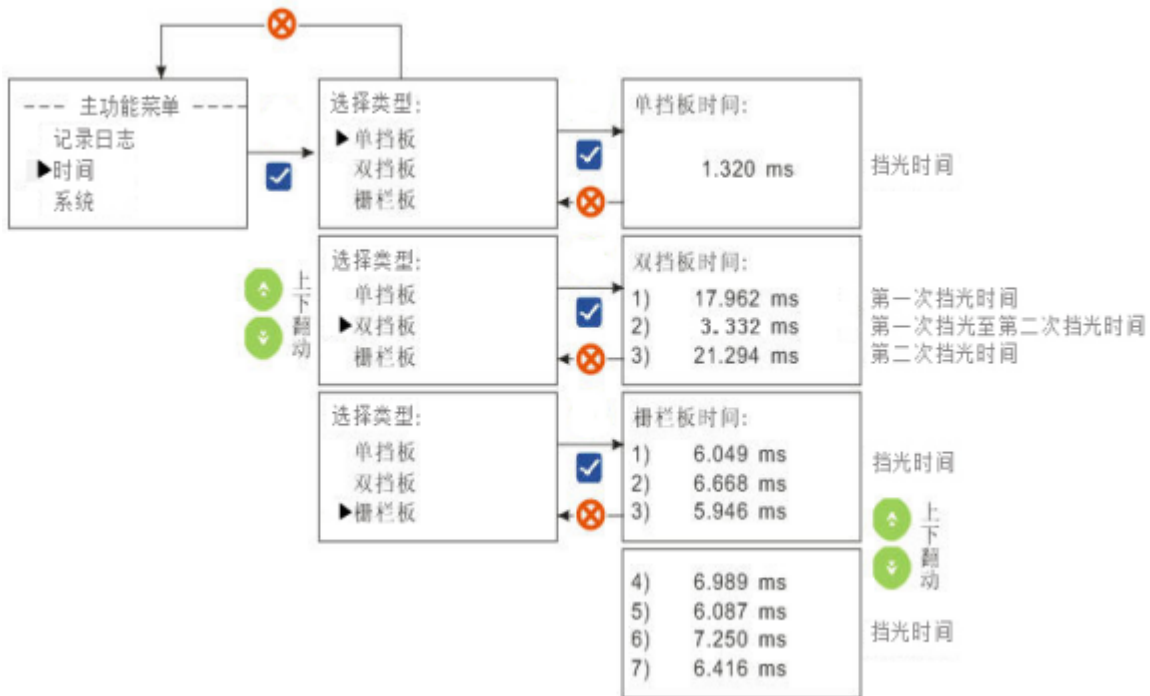 ---- 主功能菜单 ----
记录日志
▶时间
系统
选择类型:
▶单挡板
双挡板
栅栏板
单挡板时间:
1.320 ms
挡光时间
上下翻动
选择类型:
单挡板
▶双挡板
栅栏板
双挡板时间:
1) 17.962 ms
2) 3.332 ms
3) 21.294 ms
第一次挡光时间
第一次挡光至第二次挡光时间
第二次挡光时间
选择类型:
单挡板
双挡板
▶栅栏板
栅栏板时间:
1) 6.049 ms
2) 6.668 ms
3) 5.946 ms
挡光时间
上下翻动
4) 6.989 ms
5) 6.087 ms
6) 7.250 ms
7) 6.416 ms
挡光时间